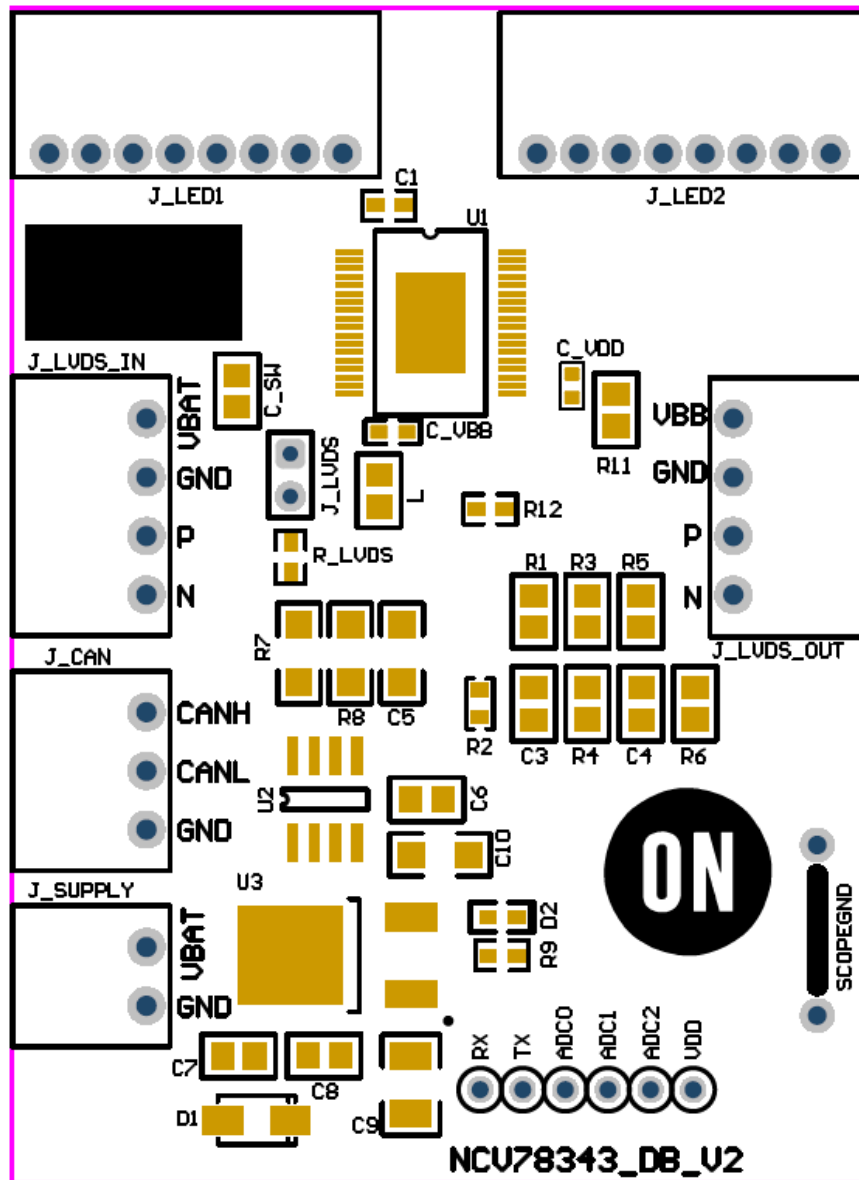 J_LED1
J_LED2
C1
U1
J_LVDS_IN
VBAT
GND
P
N
C_SW
J_LVDS
C_VBB
L
R_LVDS
C_VDD
R11
VBB
GND
P
N
J_LVDS_OUT
R12
R1
R3
R5
R7
R8
C5
R2
C3
R4
C4
R6
J_CAN
CANH
CANL
GND
U2
C6
C10
ON
SCOPEGND
U3
J_SUPPLY
VBAT
GND
D2
R9
C7
C8
C9
D1
RX
TX
ADC0
ADC1
ADC2
VDD
NCV78343_DB_V2